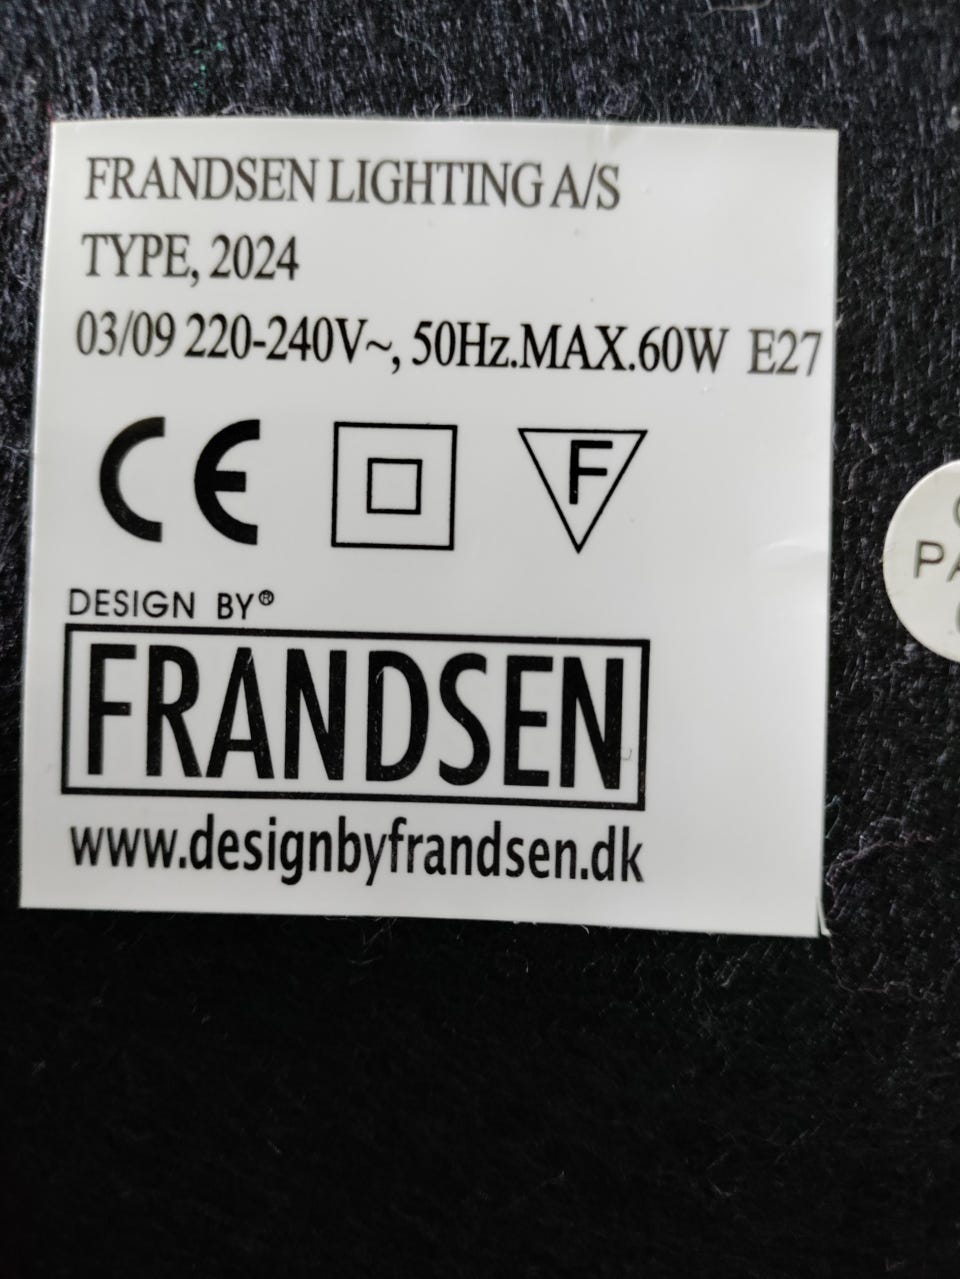 FRANDSEN LIGHTING A/S
TYPE, 2024
03/09 220-240V~, 50Hz.MAX.60W E27
CE
F
DESIGN BY®
FRANDSEN
www.designbyfrandsen.dk